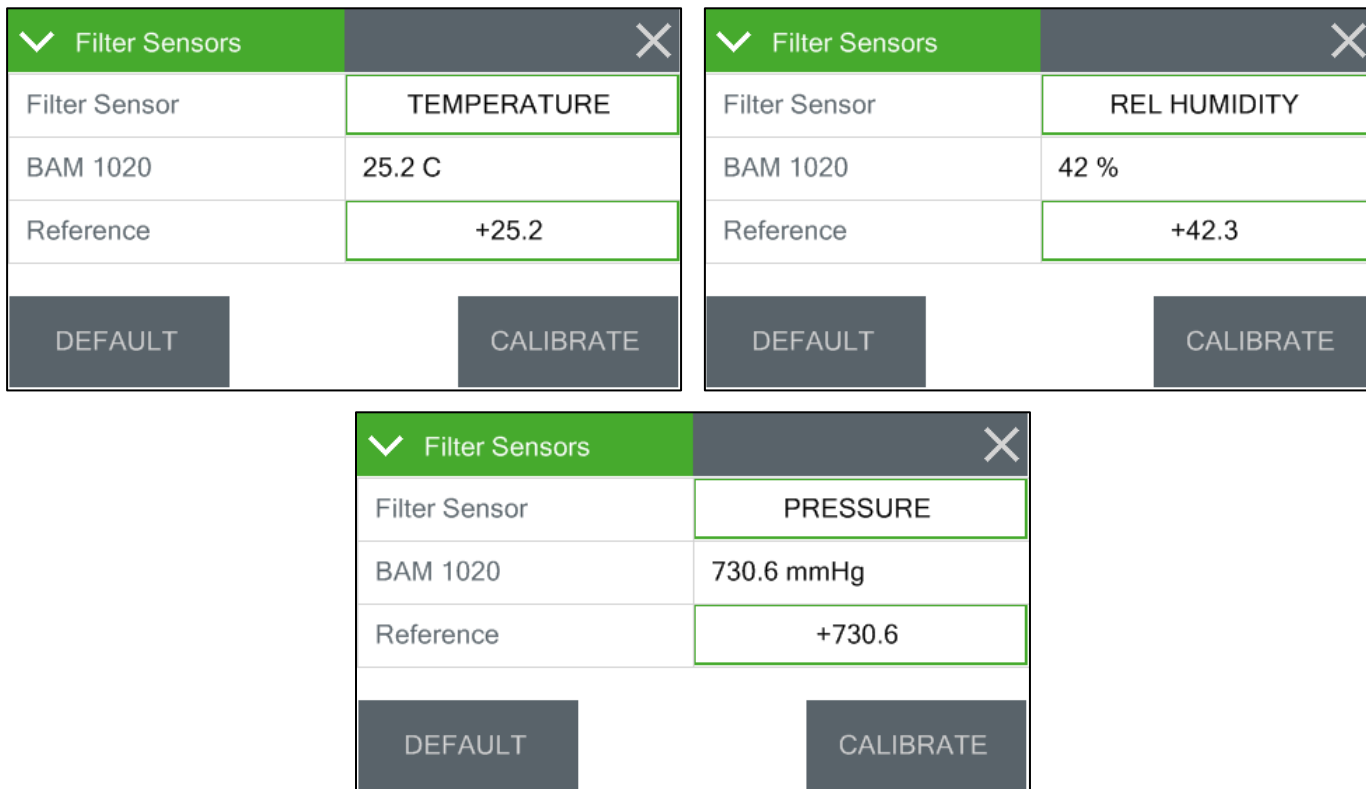 Filter Sensors
Filter Sensor TEMPERATURE
BAM 1020 25.2 C
Reference +25.2
DEFAULT CALIBRATE
Filter Sensors
Filter Sensor REL HUMIDITY
BAM 1020 42 %
Reference +42.3
DEFAULT CALIBRATE
Filter Sensors
Filter Sensor PRESSURE
BAM 1020 730.6 mmHg
Reference +730.6
DEFAULT CALIBRATE